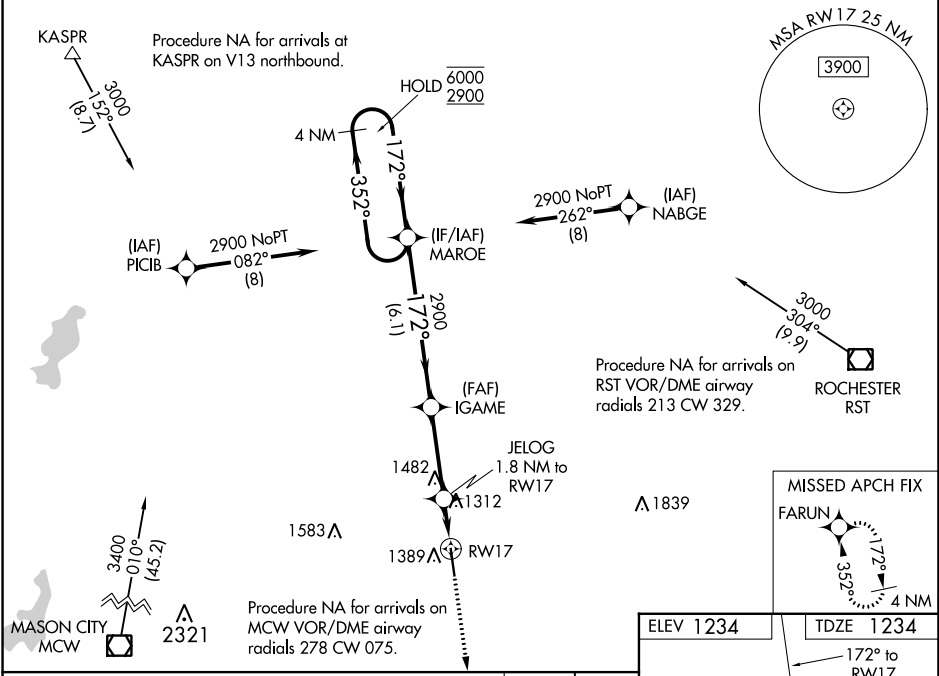 KASPR
3000
152°
(8.7)
Procedure NA for arrivals at
KASPR on V13 northbound.
HOLD 6000
2900
4 NM
172°
352°
MSA RW17 25 NM
3900
(IAF)
PICIB
2900 NoPT
082°
(8)
(IF/IAF)
MAROE
2900 NoPT
262°
(8)
(IAF)
NABGE
2900
172°
(6.1)
3000
304°
(9.9)
ROCHESTER
RST
Procedure NA for arrivals on
RST VOR/DME airway
radials 213 CW 329.
(FAF)
IGAME
JELOG
1.8 NM to
RW17
1482
1312
1839
1583
1389
RW17
3400
010°
(45.2)
MASON CITY
MCW
2321
Procedure NA for arrivals on
MCW VOR/DME airway
radials 278 CW 075.
MISSED APCH FIX
FARUN
172°
352°
4 NM
ELEV 1234
TDZE 1234
172° to
RW17